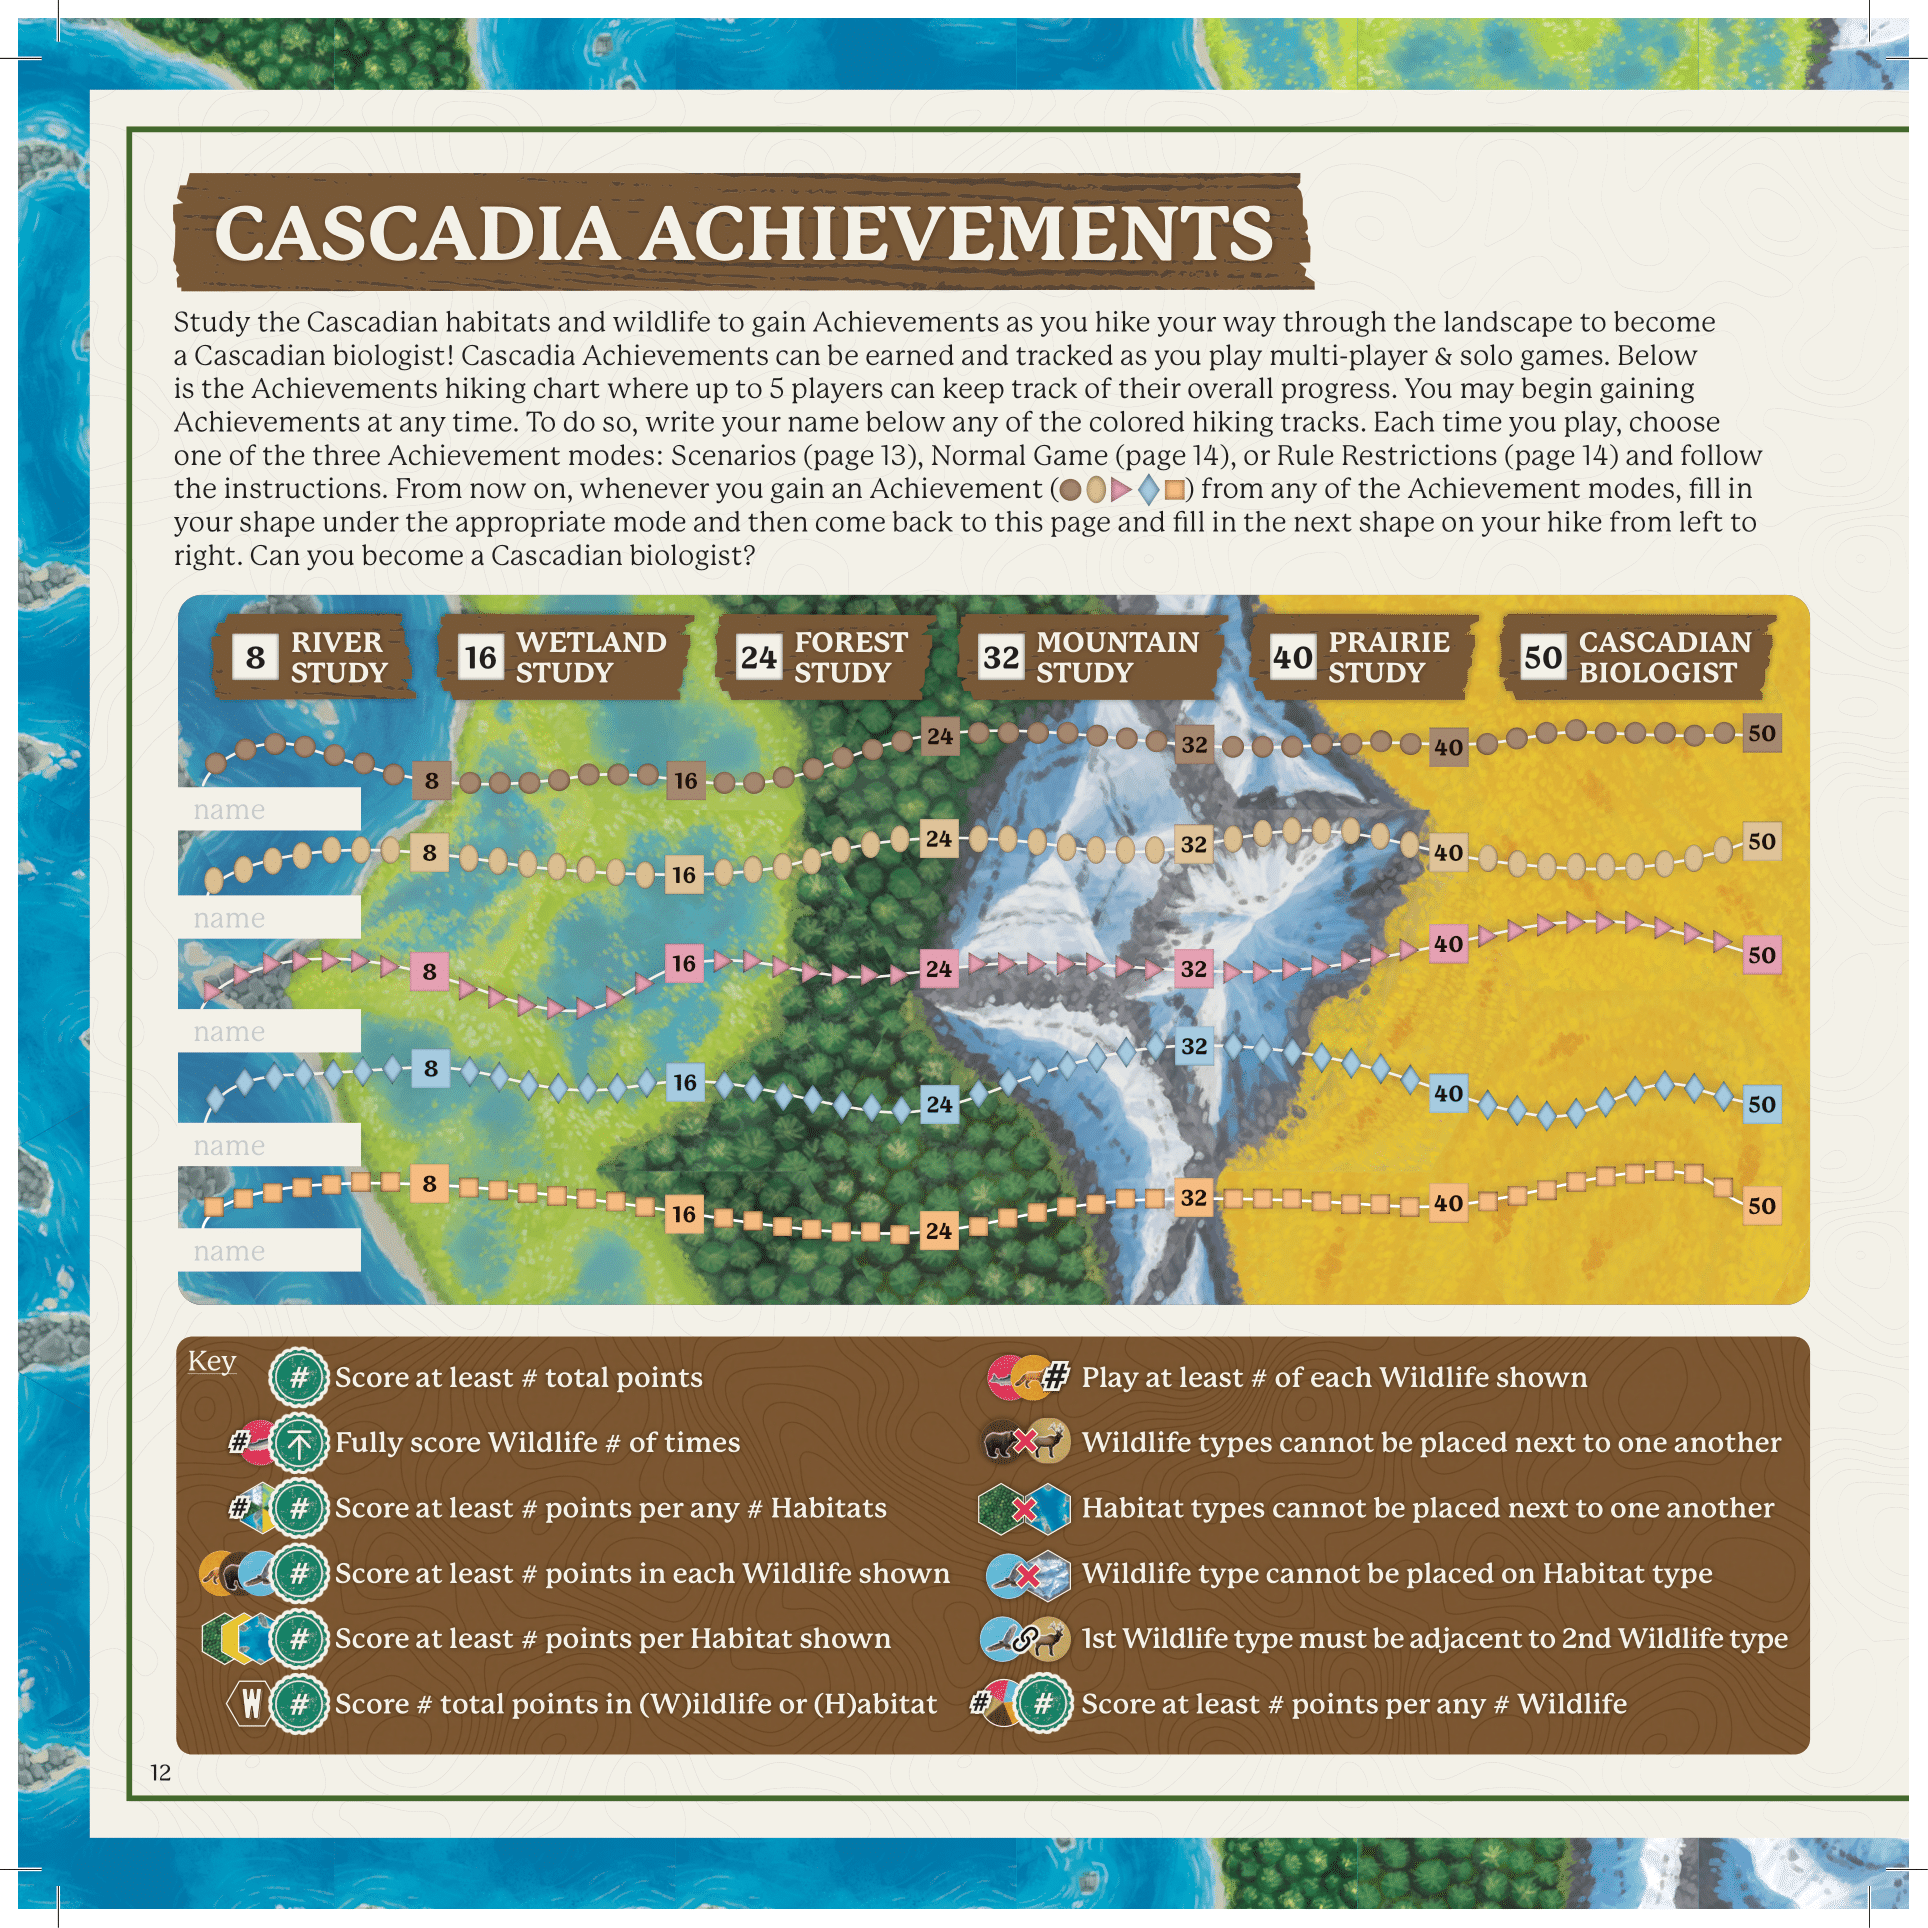 CASCADIA ACHIEVEMENTS
Study the Cascadian habitats and wildlife to gain Achievements as you hike your way through the landscape to become
a Cascadian biologist! Cascadia Achievements can be earned and tracked as you play multi-player & solo games. Below
is the Achievements hiking chart where up to 5 players can keep track of their overall progress. You may begin gaining
Achievements at any time. To do so, write your name below any of the colored hiking tracks. Each time you play, choose
one of the three Achievement modes: Scenarios (page 13), Normal Game (page 14), or Rule Restrictions (page 14) and follow
the instructions. From now on, whenever you gain an Achievement ( ) from any of the Achievement modes, fill in
your shape under the appropriate mode and then come back to this page and fill in the next shape on your hike from left to
right. Can you become a Cascadian biologist?
8 RIVER STUDY
16 WETLAND STUDY
24 FOREST STUDY
32 MOUNTAIN STUDY
40 PRAIRIE STUDY
50 CASCADIAN BIOLOGIST
8 16 24 32 40 50
name
8 16 24 32 40 50
name
8 16 24 32 40 50
name
8 16 24 32 40 50
name
8 16 24 32 40 50
name
Key
# Score at least # total points
# Fully score Wildlife # of times
# # Score at least # points per any # Habitats
# Score at least # points in each Wildlife shown
# Score at least # points per Habitat shown
W # Score # total points in (W)ildlife or (H)abitat
# Play at least # of each Wildlife shown
Wildlife types cannot be placed next to one another
Habitat types cannot be placed next to one another
Wildlife type cannot be placed on Habitat type
1st Wildlife type must be adjacent to 2nd Wildlife type
# # Score at least # points per any # Wildlife
12